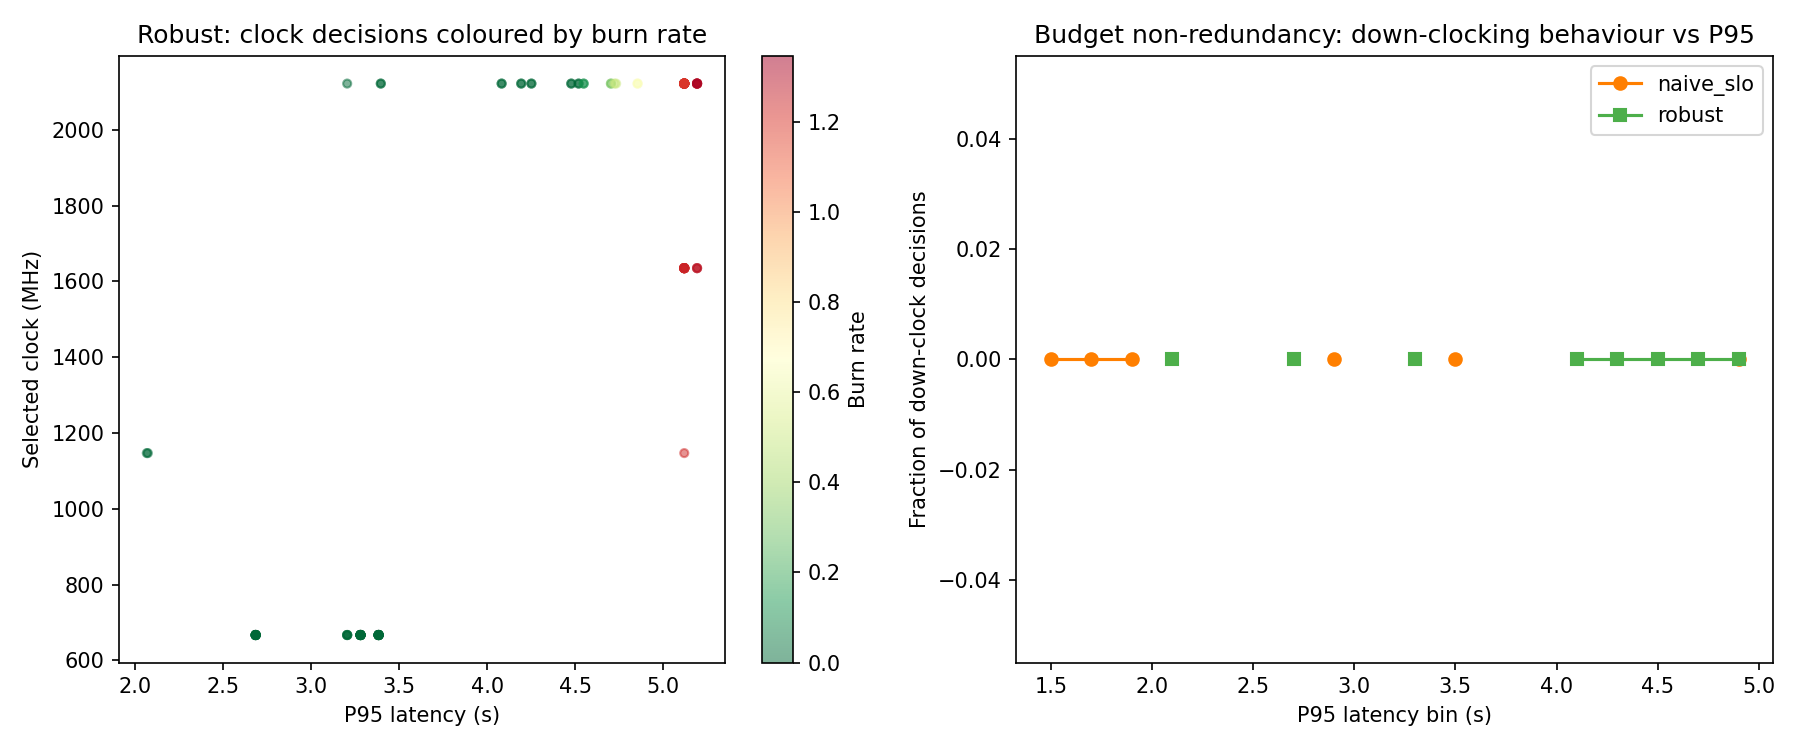 Robust: clock decisions coloured by burn rate
Selected clock (MHz)
2000
1800
1600
1400
1200
1000
800
600
2.0 2.5 3.0 3.5 4.0 4.5 5.0
P95 latency (s)
1.2
1.0
0.8
0.6
0.4
0.2
0.0
Burn rate
Budget non-redundancy: down-clocking behaviour vs P95
naive_slo
robust
Fraction of down-clock decisions
0.04
0.02
0.00
−0.02
−0.04
1.5 2.0 2.5 3.0 3.5 4.0 4.5 5.0
P95 latency bin (s)